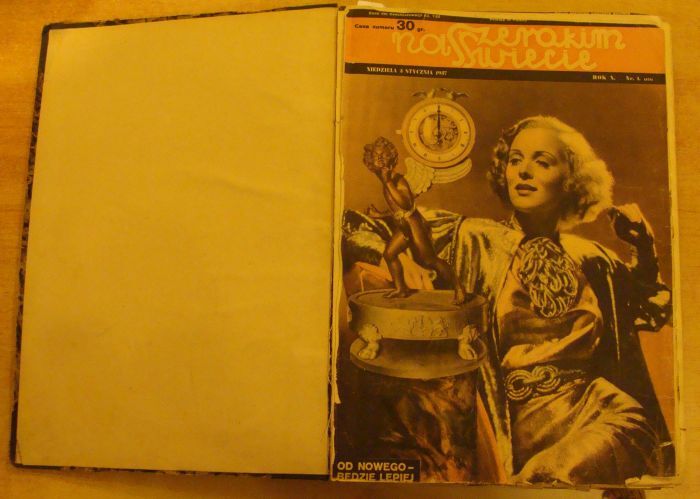 Cena numeru 30 gr.
na Szerokim
Świecie
NIEDZIELA 3 STYCZNIA 1937
ROK X. Nr. 1.
OD NOWEGO –
BĘDZIE LEPIEJ